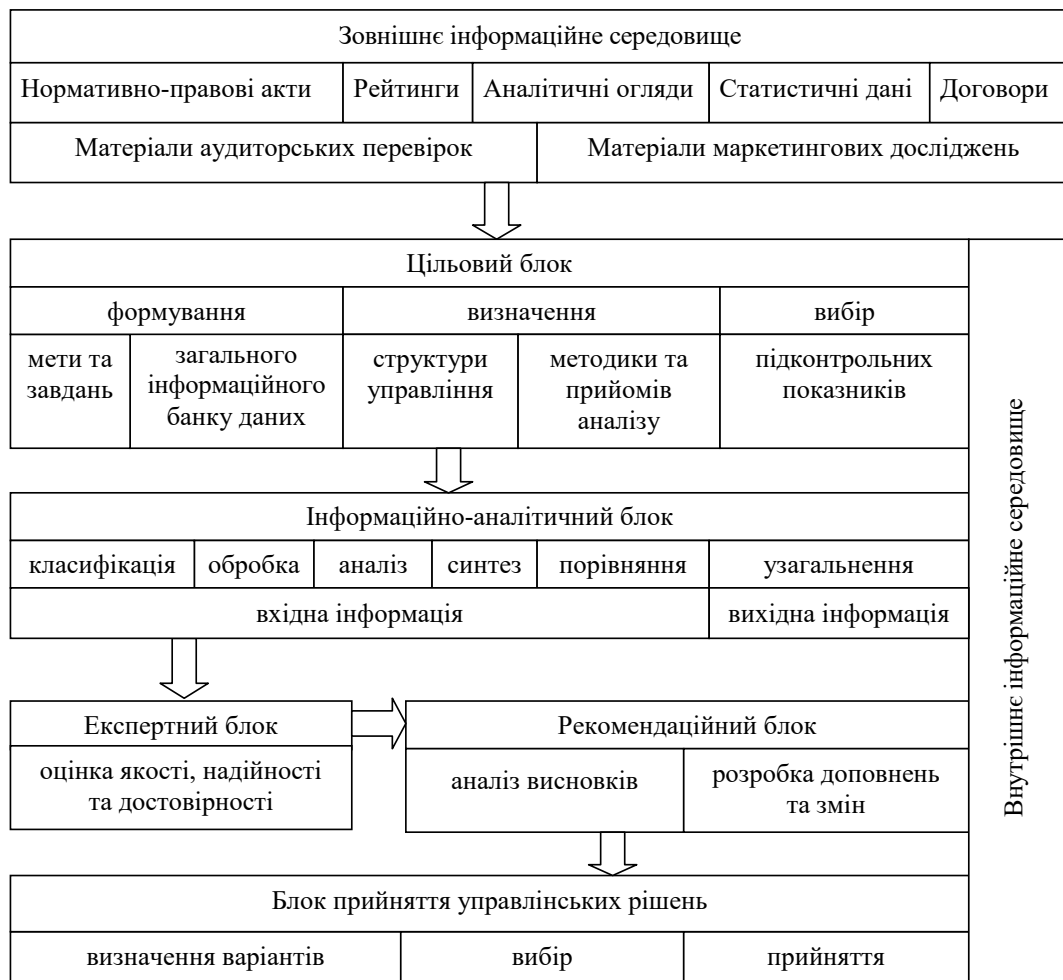 Зовнішнє інформаційне середовище
Нормативно-правові акти Рейтинги Аналітичні огляди Статистичні дані Договори
Матеріали аудиторських перевірок Матеріали маркетингових досліджень
Цільовий блок
формування визначення вибір
мети та завдань
загального інформаційного банку даних
структури управління
методики та прийомів аналізу
підконтрольних показників
Інформаційно-аналітичний блок
класифікація обробка аналіз синтез порівняння узагальнення
вхідна інформація вихідна інформація
Експертний блок
оцінка якості, надійності
та достовірності
Рекомендаційний блок
аналіз висновків
розробка доповнень
та змін
Блок прийняття управлінських рішень
визначення варіантів вибір прийняття
Внутрішнє інформаційне середовище